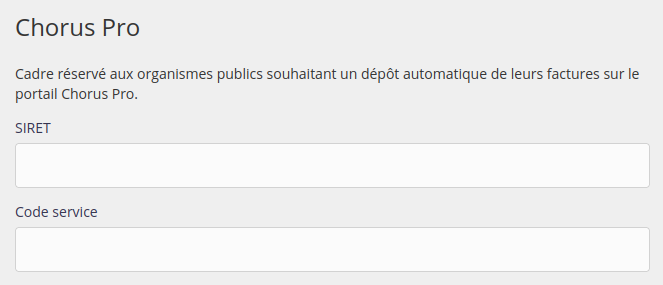 Chorus Pro
Cadre réservé aux organismes publics souhaitant un dépôt automatique de leurs factures sur le
portail Chorus Pro.
SIRET
Code service